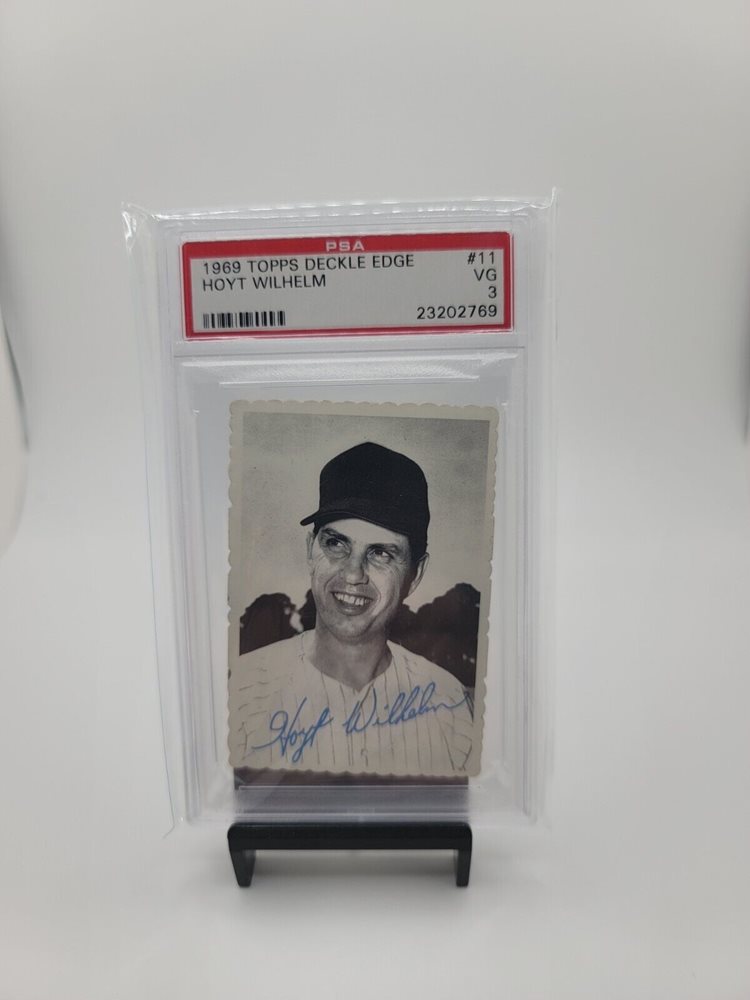 PSA
1969 TOPPS DECKLE EDGE #11
HOYT WILHELM VG
3
23202769
Hoyt Wilhelm